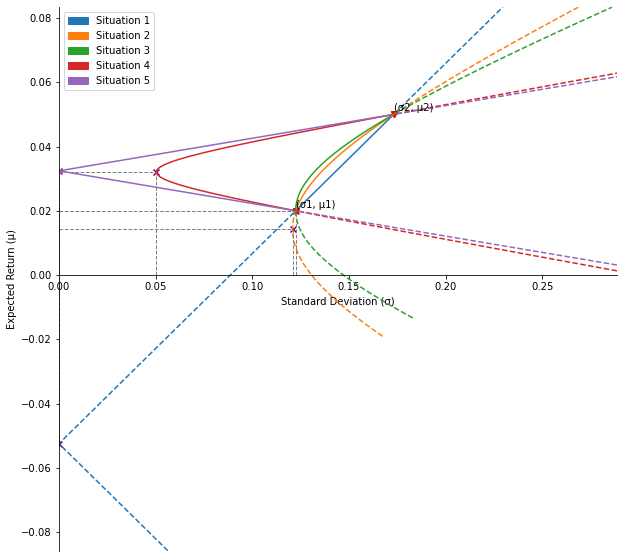 0.08
0.06
0.04
0.02
0.00
−0.02
−0.04
−0.06
−0.08
Expected Return (μ)
Situation 1
Situation 2
Situation 3
Situation 4
Situation 5
(σ2, μ2)
(σ1, μ1)
0.00
0.05
0.10
0.15
0.20
0.25
Standard Deviation (σ)